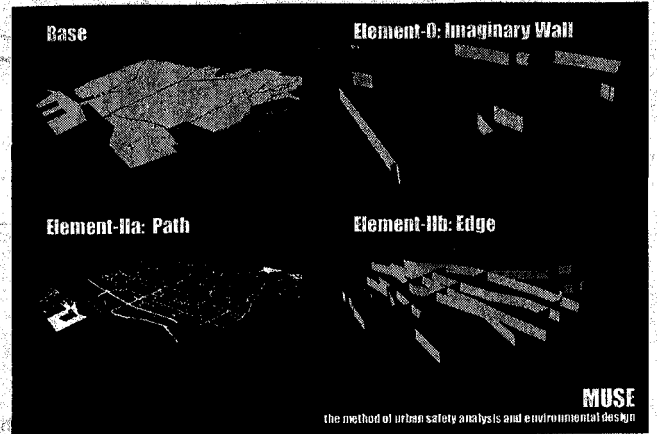 Base
Element-0: Imaginary Wall
Element-IIa: Path
Element-IIb: Edge
MUSE
the method of urban safety analysis and environmental design